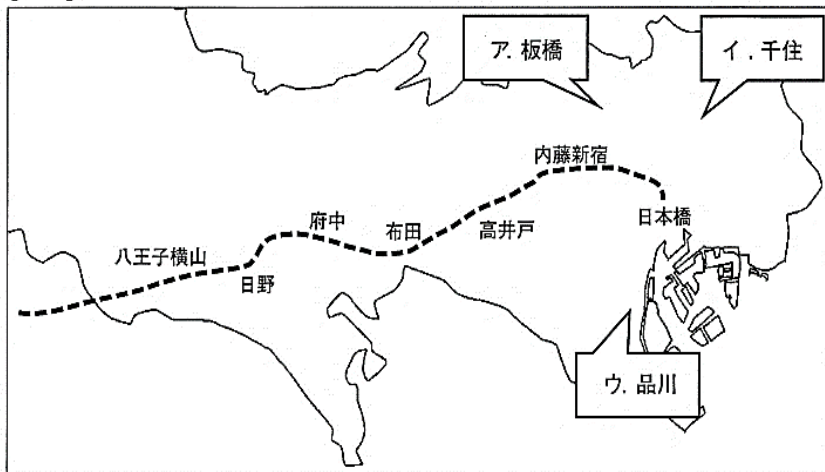 ア. 板橋
イ. 千住
内藤新宿
日本橋
高井戸
布田
府中
日野
八王子横山
ウ. 品川